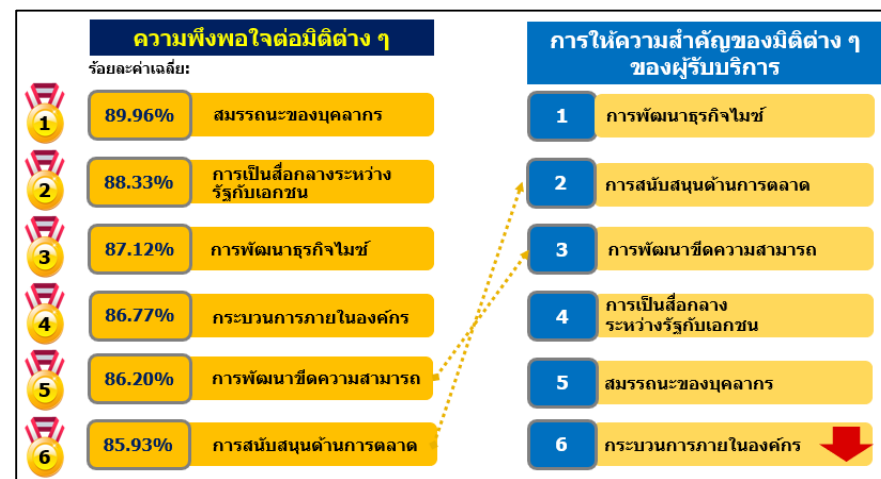 ความพึงพอใจต่อมิติต่าง ๆ
ร้อยละค่าเฉลี่ย:
1
89.96%
สมรรถนะของบุคลากร
2
88.33%
การเป็นสื่อกลางระหว่าง
รัฐกับเอกชน
3
87.12%
การพัฒนาธุรกิจไมซ์
4
86.77%
กระบวนการภายในองค์กร
5
86.20%
การพัฒนาขีดความสามารถ
6
85.93%
การสนับสนุนด้านการตลาด
การให้ความสำคัญของมิติต่าง ๆ
ของผู้รับบริการ
1
การพัฒนาธุรกิจไมซ์
2
การสนับสนุนด้านการตลาด
3
การพัฒนาขีดความสามารถ
4
การเป็นสื่อกลาง
ระหว่างรัฐกับเอกชน
5
สมรรถนะของบุคลากร
6
กระบวนการภายในองค์กร